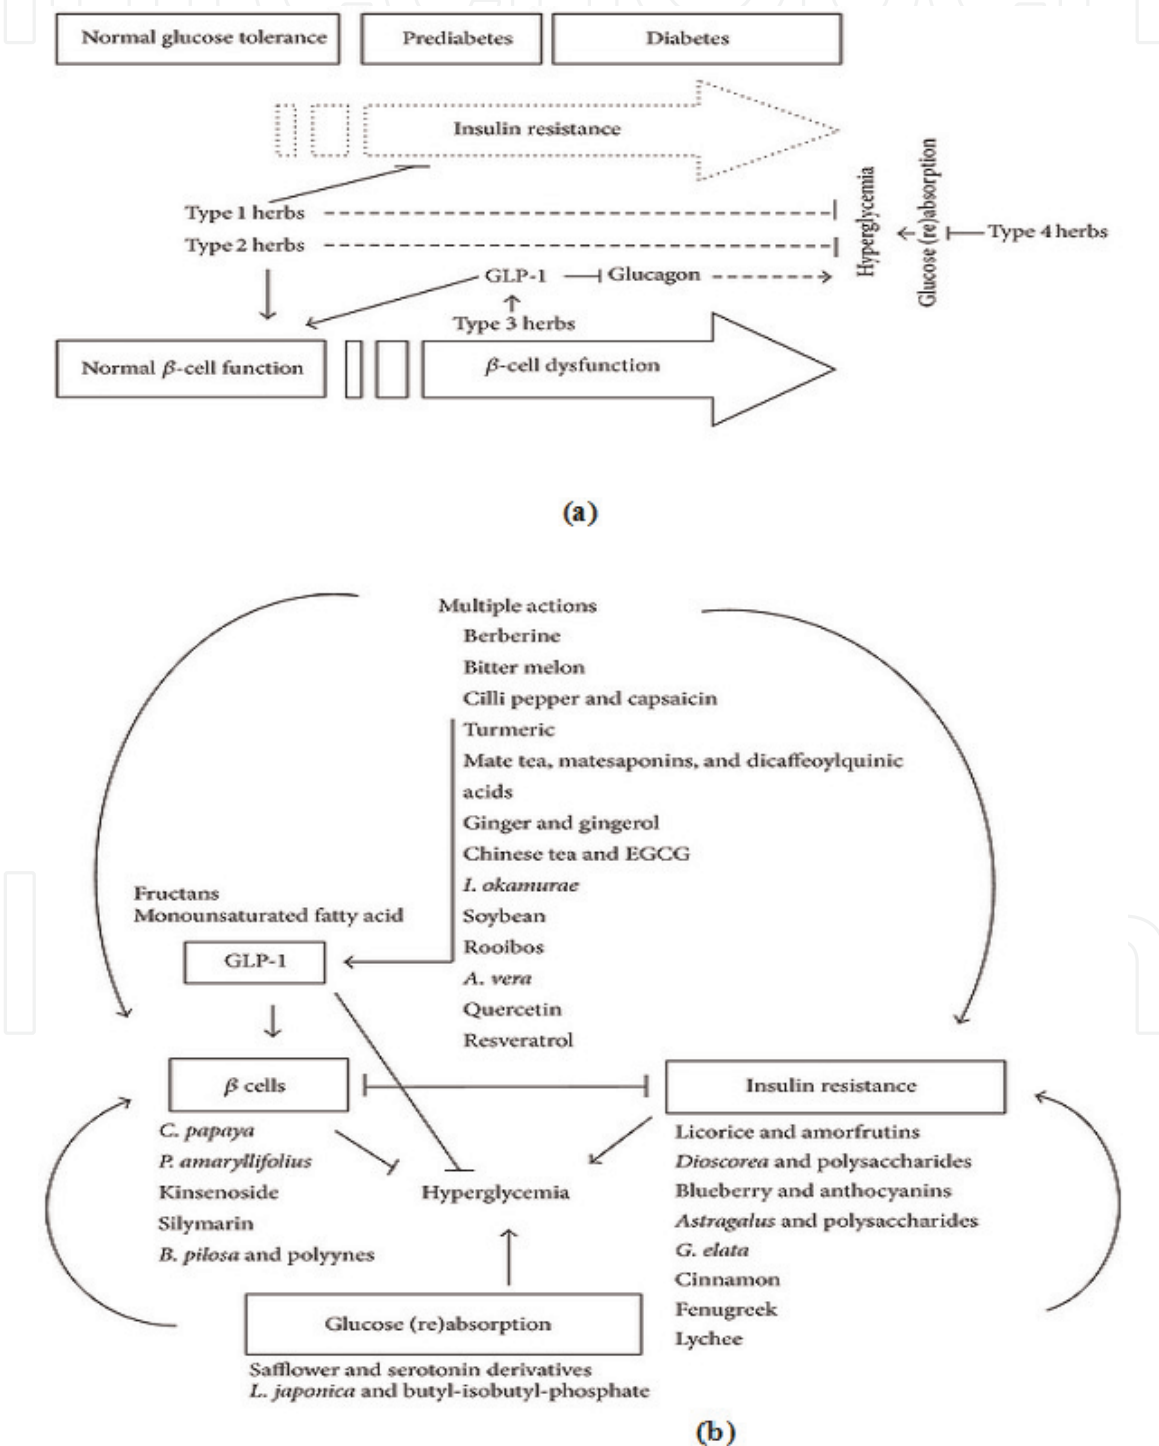 Normal glucose tolerance
Prediabetes
Diabetes
Insulin resistance
Type 1 herbs
Type 2 herbs
GLP-1
Glucagon
Type 3 herbs
Hyperglycemia
Glucose (re)absorption
Type 4 herbs
Normal β-cell function
β-cell dysfunction
(a)
Multiple actions
Berberine
Bitter melon
Cilli pepper and capsaicin
Turmeric
Mate tea, matesaponins, and dicaffeoylquinic
acids
Ginger and gingerol
Chinese tea and EGCG
I. okamurae
Soybean
Rooibos
A. vera
Quercetin
Resveratrol
Fructans
Monounsaturated fatty acid
GLP-1
β cells
C. papaya
P. amaryllifolius
Kinsenoside
Silymarin
B. pilosa and polyynes
Hyperglycemia
Insulin resistance
Licorice and amorfrutins
Dioscorea and polysaccharides
Blueberry and anthocyanins
Astragalus and polysaccharides
G. elata
Cinnamon
Fenugreek
Lychee
Glucose (re)absorption
Safflower and serotonin derivatives
L. japonica and butyl-isobutyl-phosphate
(b)